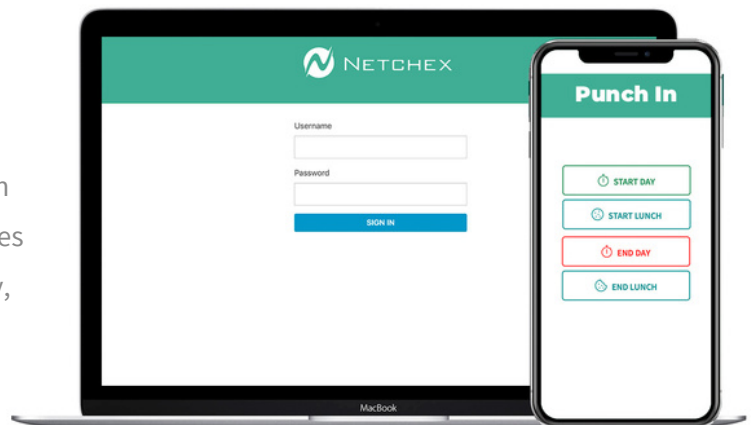 NETCHEX
Username
Password
SIGN IN
MacBook
Punch In
START DAY
START LUNCH
END DAY
END LUNCH